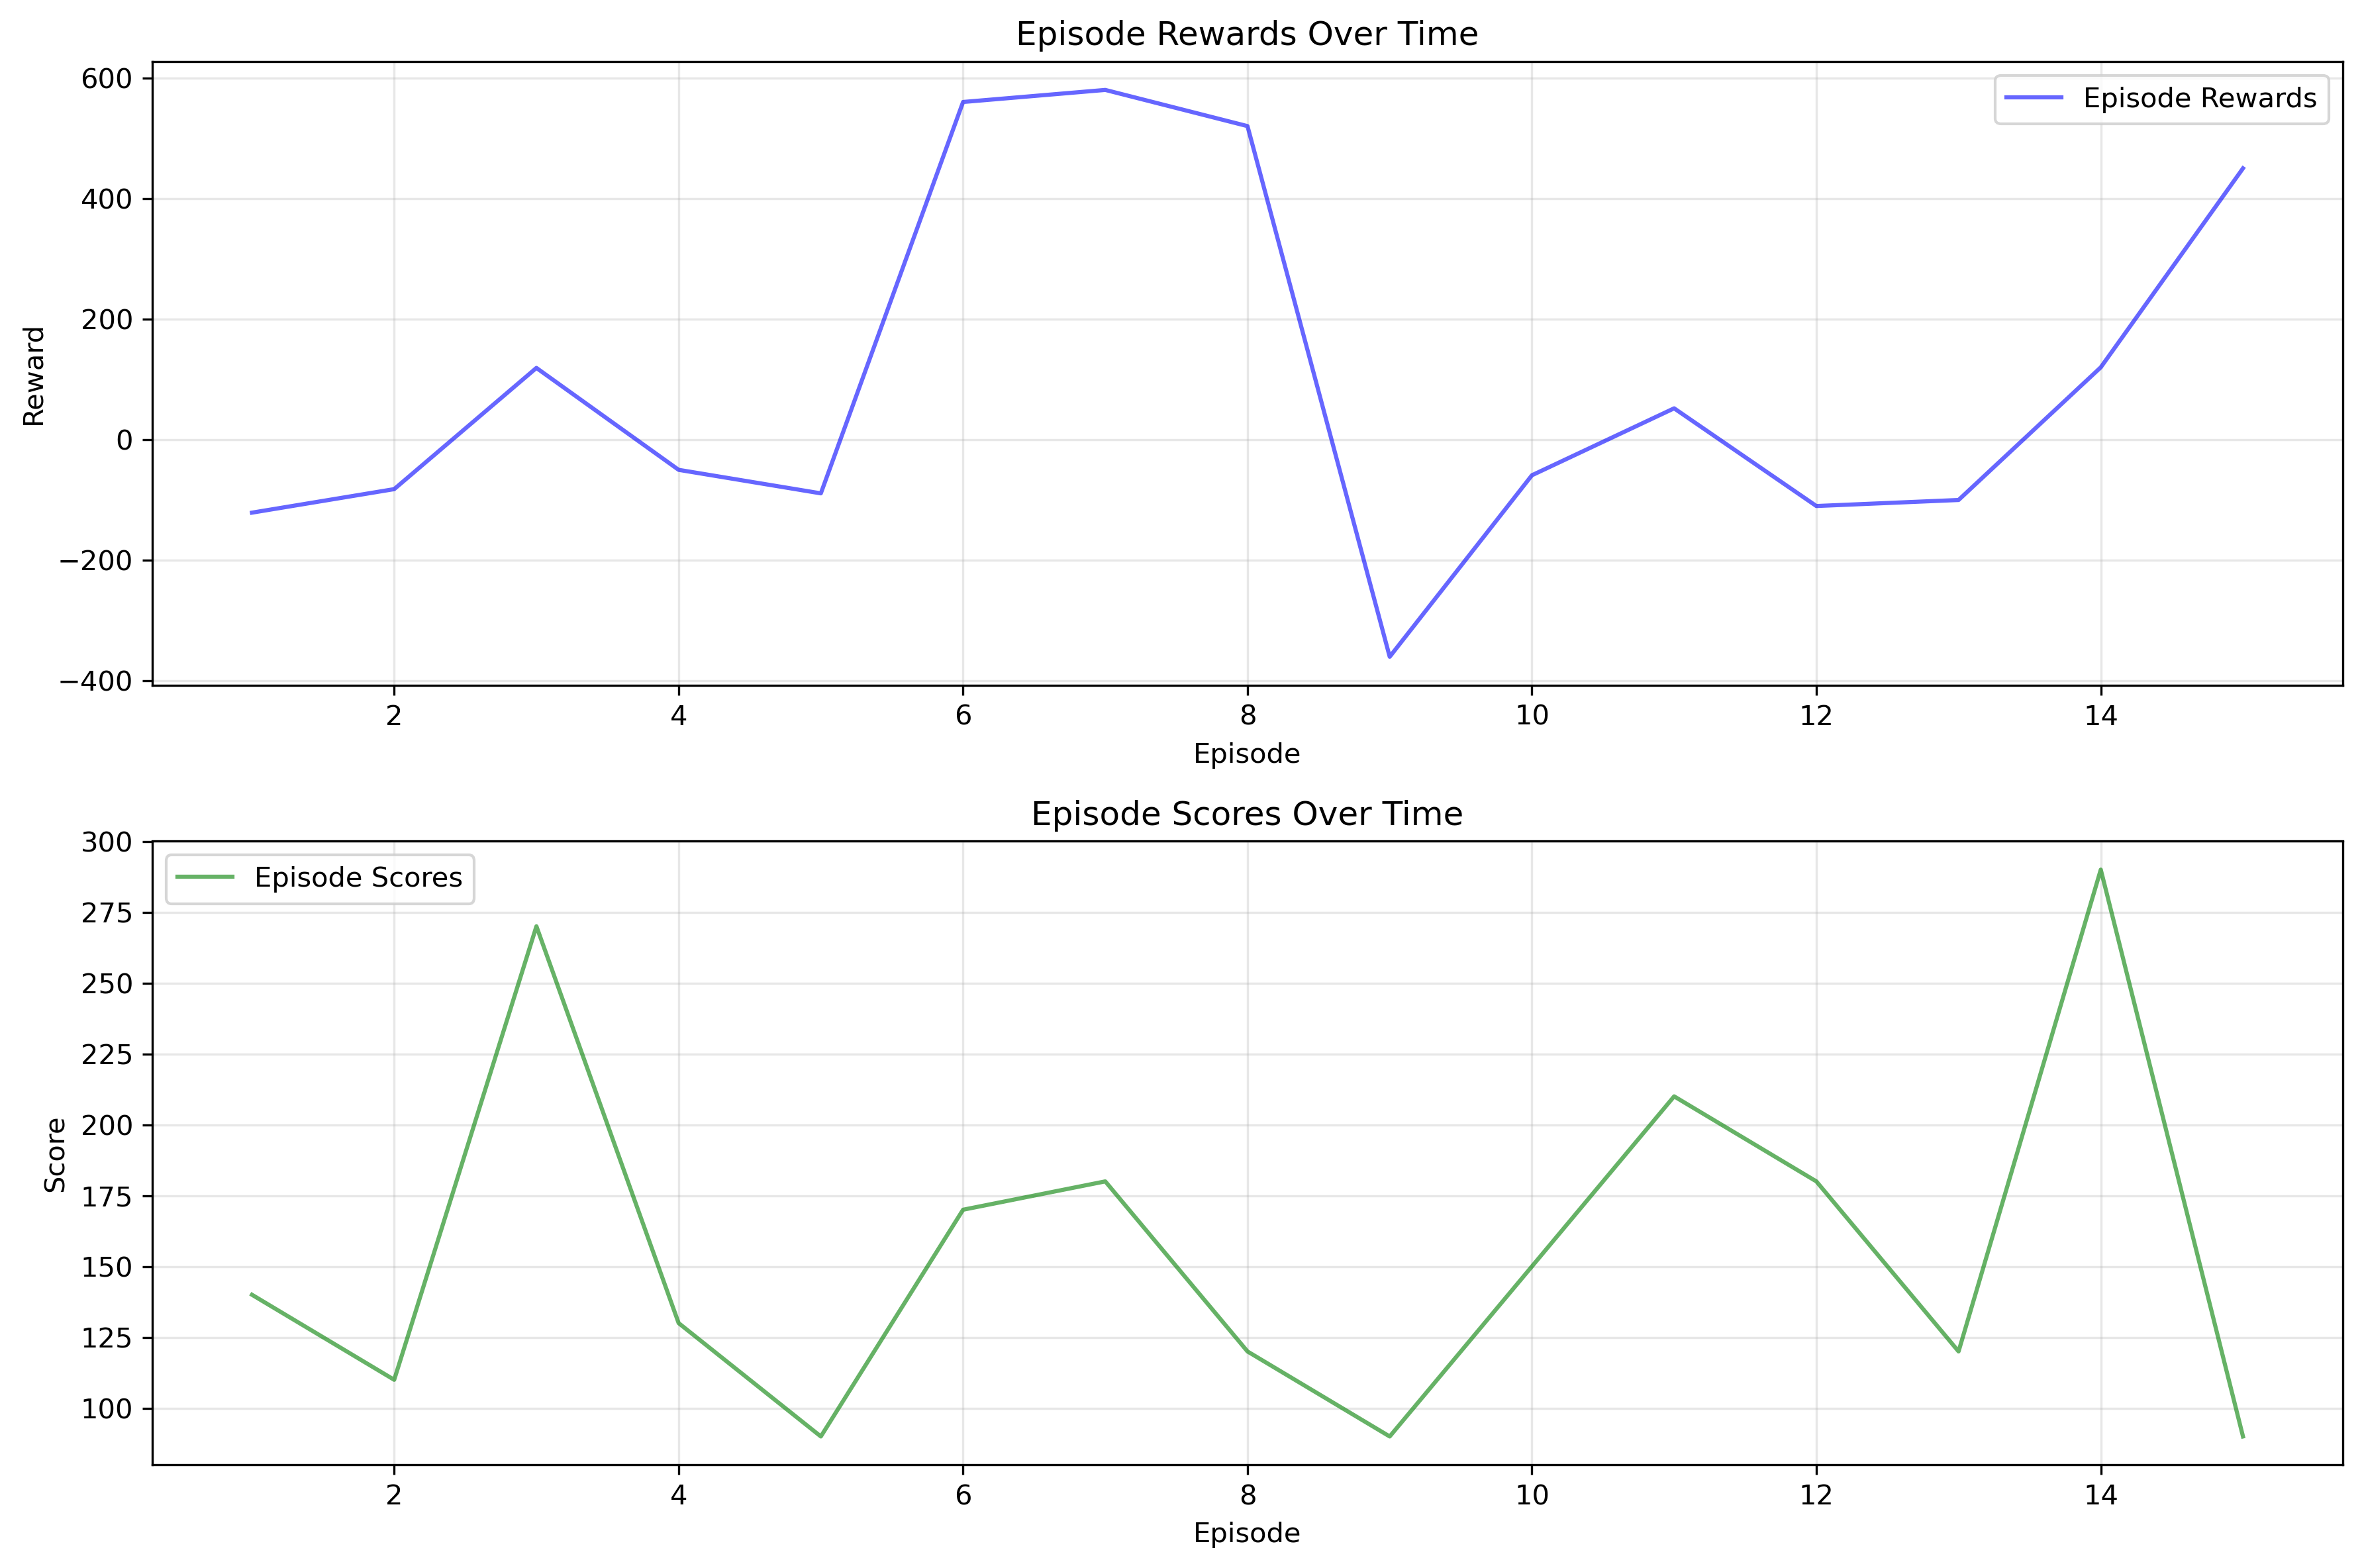 Episode Rewards Over Time
600
400
200
0
−200
−400
Reward
Episode Rewards
2 4 6 8 10 12 14
Episode
Episode Scores Over Time
300
275
250
225
200
175
150
125
100
Score
Episode Scores
2 4 6 8 10 12 14
Episode